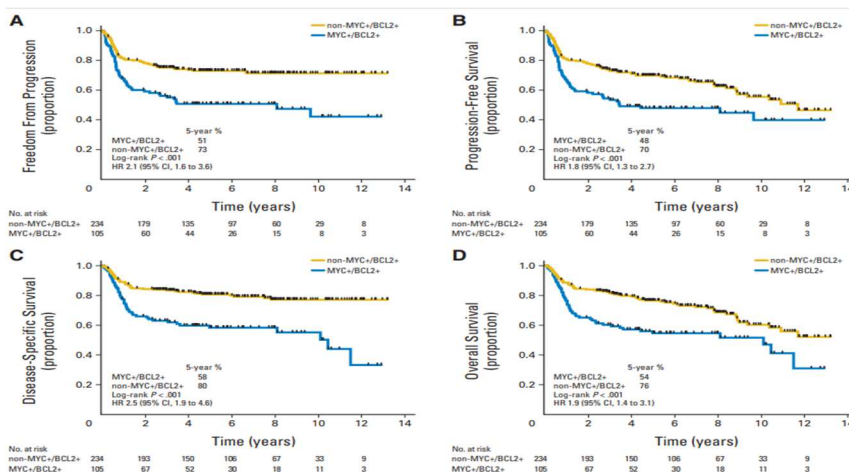 A
non-MYC+/BCL2+
MYC+/BCL2+
Freedom From Progression
(proportion)
1.0
0.8
0.6
0.4
0.2
5-year %
MYC+/BCL2+ 51
non-MYC+/BCL2+ 73
Log-rank P < .001
HR 2.1 (95% CI, 1.6 to 3.6)
0 2 4 6 8 10 12 14
Time (years)
No. at risk
non-MYC+/BCL2+ 234 179 135 97 60 29 8
MYC+/BCL2+ 105 60 44 26 15 8 3
B
non-MYC+/BCL2+
MYC+/BCL2+
Progression-Free Survival
(proportion)
1.0
0.8
0.6
0.4
0.2
5-year %
MYC+/BCL2+ 48
non-MYC+/BCL2+ 70
Log-rank P < .001
HR 1.8 (95% CI, 1.3 to 2.7)
0 2 4 6 8 10 12 14
Time (years)
No. at risk
non-MYC+/BCL2+ 234 179 135 97 60 29 8
MYC+/BCL2+ 105 60 44 26 15 8 3
C
non-MYC+/BCL2+
MYC+/BCL2+
Disease-Specific Survival
(proportion)
1.0
0.8
0.6
0.4
0.2
5-year %
MYC+/BCL2+ 58
non-MYC+/BCL2+ 80
Log-rank P < .001
HR 2.5 (95% CI, 1.9 to 4.6)
0 2 4 6 8 10 12 14
Time (years)
No. at risk
non-MYC+/BCL2+ 234 193 150 106 67 33 9
MYC+/BCL2+ 105 67 52 30 18 11 3
D
non-MYC+/BCL2+
MYC+/BCL2+
Overall Survival
(proportion)
1.0
0.8
0.6
0.4
0.2
5-year %
MYC+/BCL2+ 54
non-MYC+/BCL2+ 76
Log-rank P < .001
HR 1.9 (95% CI, 1.4 to 3.1)
0 2 4 6 8 10 12 14
Time (years)
No. at risk
non-MYC+/BCL2+ 234 193 150 106 67 33 9
MYC+/BCL2+ 105 67 52 30 18 11 3